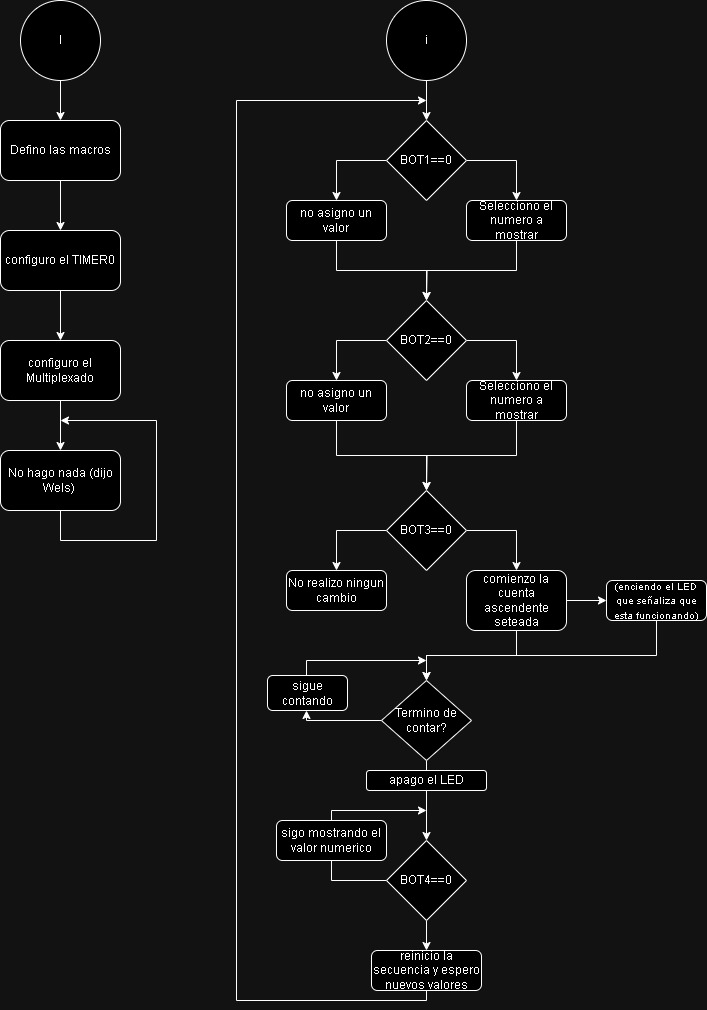 I
Defino las macros
configuro el TIMER0
configuro el
Multiplexado
No hago nada (dijo
Wels)
i
BOT1==0
no asigno un
valor
Selecciono el
numero a
mostrar
BOT2==0
no asigno un
valor
Selecciono el
numero a
mostrar
BOT3==0
No realizo ningun
cambio
comienzo la
cuenta
ascendente
seteada
(enciendo el LED
que señaliza que
esta funcionando)
sigue
contando
Termino de
contar?
apago el LED
sigo mostrando el
valor numerico
BOT4==0
reinicio la
secuencia y espero
nuevos valores